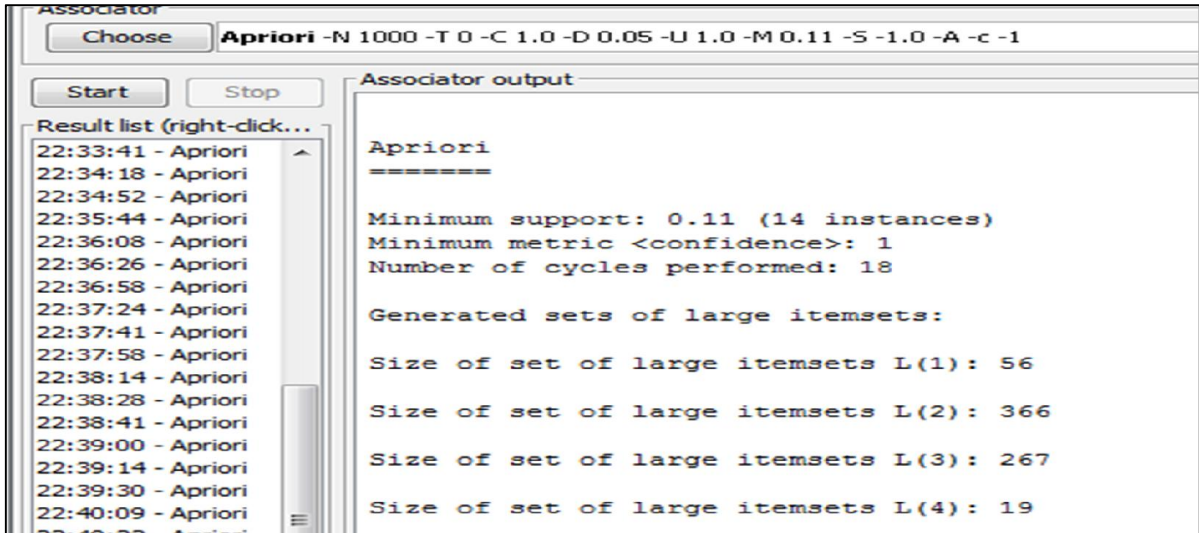 Associator
Choose Apriori -N 1000 -T 0 -C 1.0 -D 0.05 -U 1.0 -M 0.11 -S -1.0 -A -c -1
Start Stop
Result list (right-click...
22:33:41 - Apriori
22:34:18 - Apriori
22:34:52 - Apriori
22:35:44 - Apriori
22:36:08 - Apriori
22:36:26 - Apriori
22:36:58 - Apriori
22:37:24 - Apriori
22:37:41 - Apriori
22:37:58 - Apriori
22:38:14 - Apriori
22:38:28 - Apriori
22:38:41 - Apriori
22:39:00 - Apriori
22:39:14 - Apriori
22:39:30 - Apriori
22:40:09 - Apriori
Associator output
Apriori
=======
Minimum support: 0.11 (14 instances)
Minimum metric <confidence>: 1
Number of cycles performed: 18
Generated sets of large itemsets:
Size of set of large itemsets L(1): 56
Size of set of large itemsets L(2): 366
Size of set of large itemsets L(3): 267
Size of set of large itemsets L(4): 19